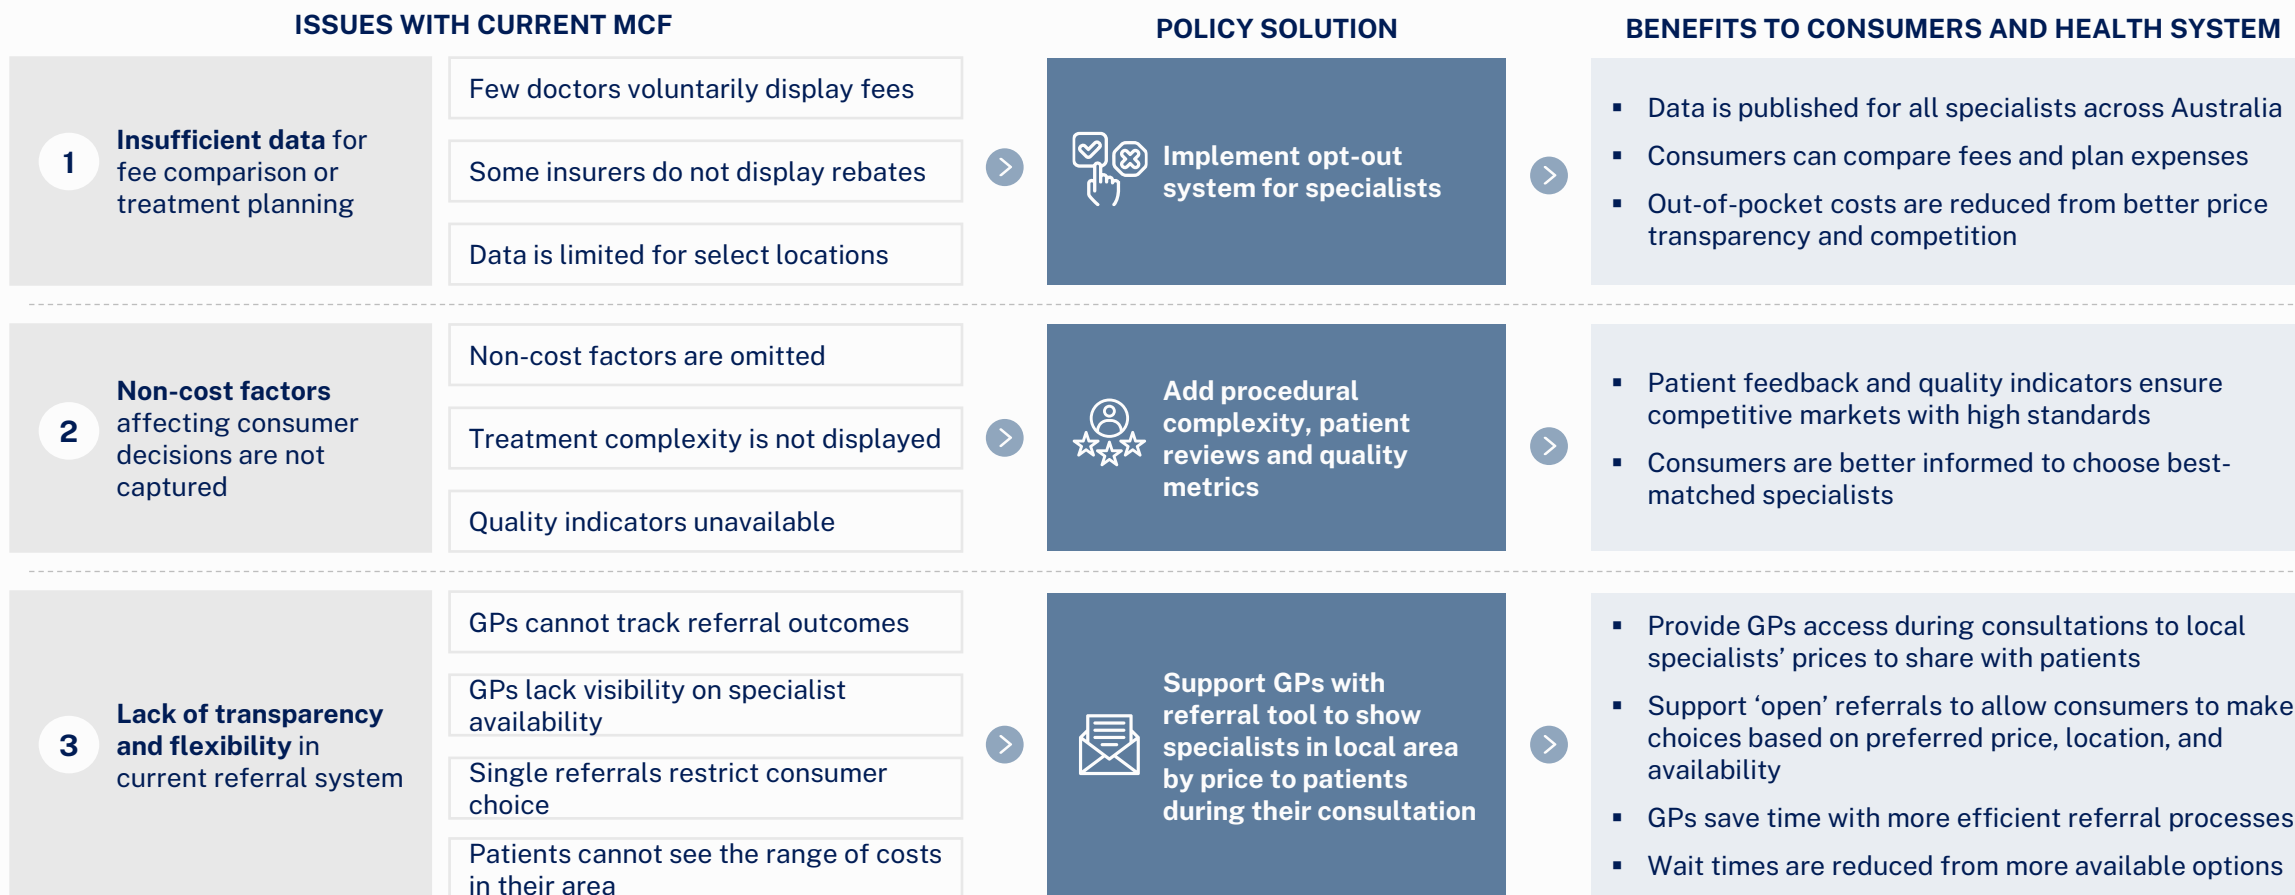 ISSUES WITH CURRENT MCF
POLICY SOLUTION
BENEFITS TO CONSUMERS AND HEALTH SYSTEM
1
Insufficient data for
fee comparison or
treatment planning
Few doctors voluntarily display fees
Some insurers do not display rebates
Data is limited for select locations
Implement opt-out
system for specialists
▪ Data is published for all specialists across Australia
▪ Consumers can compare fees and plan expenses
▪ Out-of-pocket costs are reduced from better price
transparency and competition
2
Non-cost factors
affecting consumer
decisions are not
captured
Non-cost factors are omitted
Treatment complexity is not displayed
Quality indicators unavailable
Add procedural
complexity, patient
reviews and quality
metrics
▪ Patient feedback and quality indicators ensure
competitive markets with high standards
▪ Consumers are better informed to choose best-
matched specialists
3
Lack of transparency
and flexibility in
current referral system
GPs cannot track referral outcomes
GPs lack visibility on specialist
availability
Single referrals restrict consumer
choice
Patients cannot see the range of costs
in their area
Support GPs with
referral tool to show
specialists in local area
by price to patients
during their consultation
▪ Provide GPs access during consultations to local
specialists’ prices to share with patients
▪ Support ‘open’ referrals to allow consumers to make
choices based on preferred price, location, and
availability
▪ GPs save time with more efficient referral processes
▪ Wait times are reduced from more available options